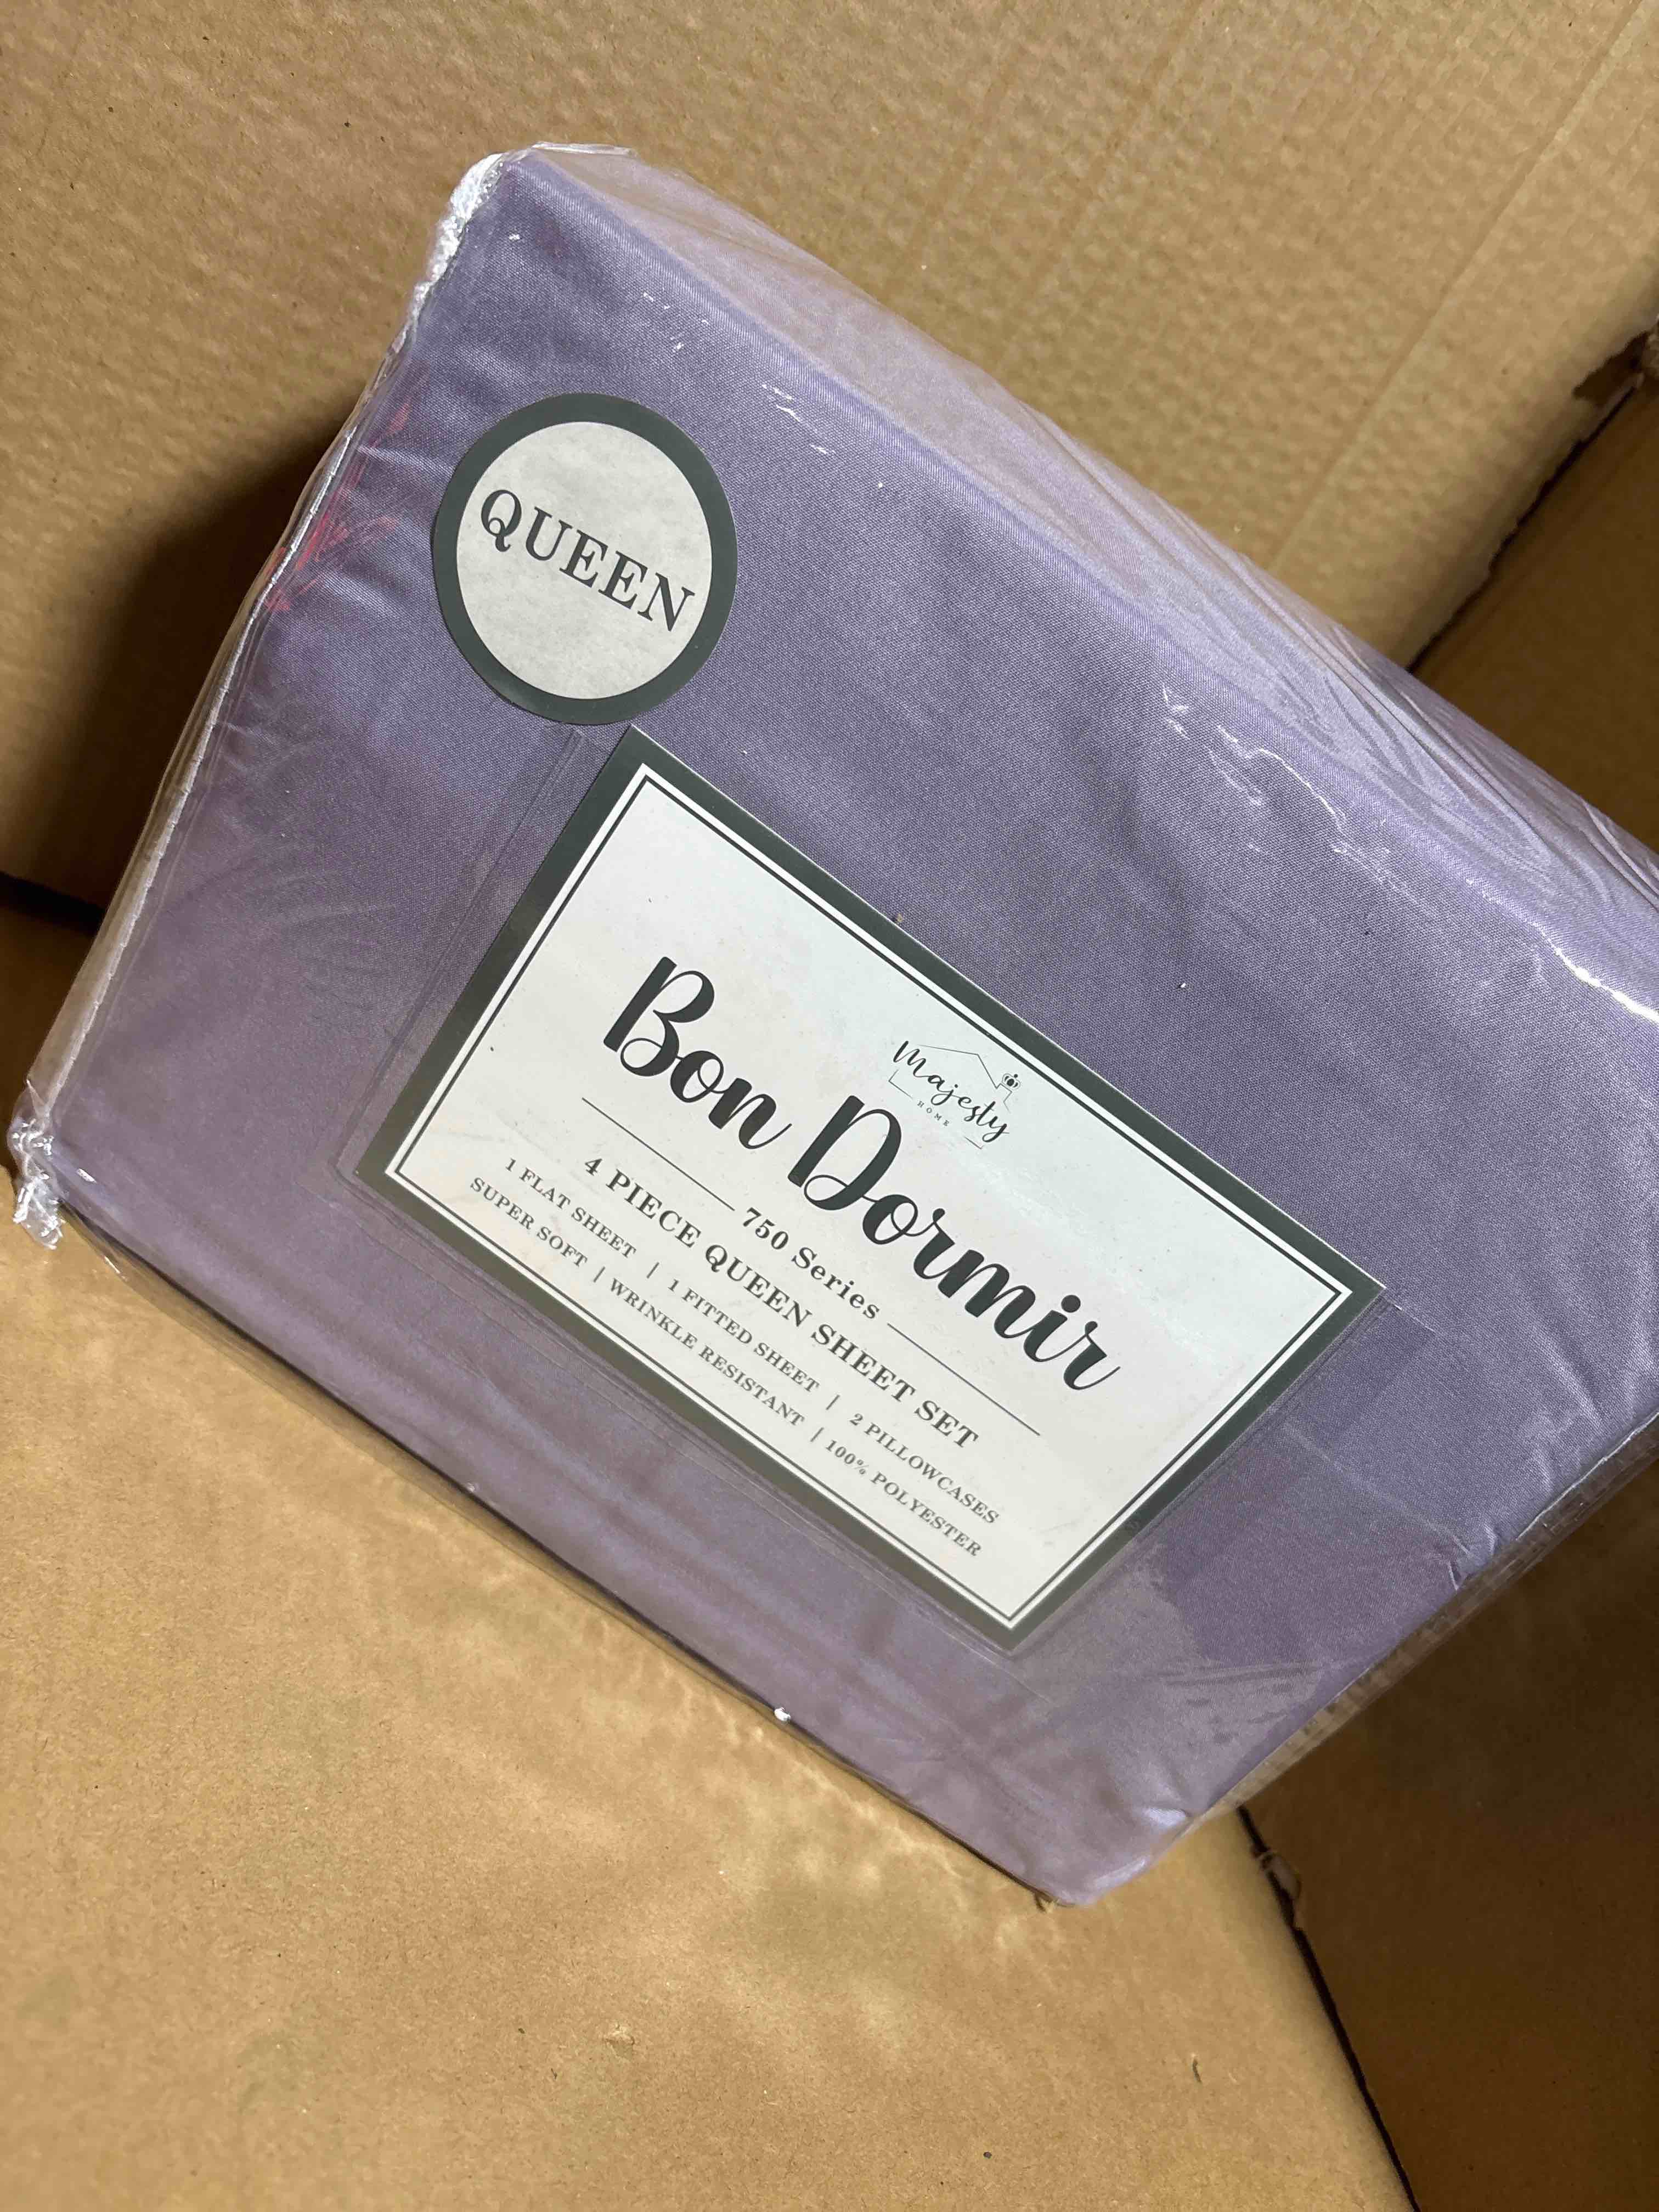 QUEEN
Majesty
HOME
Bon Dormir
750 Series
4 PIECE QUEEN SHEET SET
1 FLAT SHEET | 1 FITTED SHEET | 2 PILLOWCASES
SUPER SOFT | WRINKLE RESISTANT | 100% POLYESTER